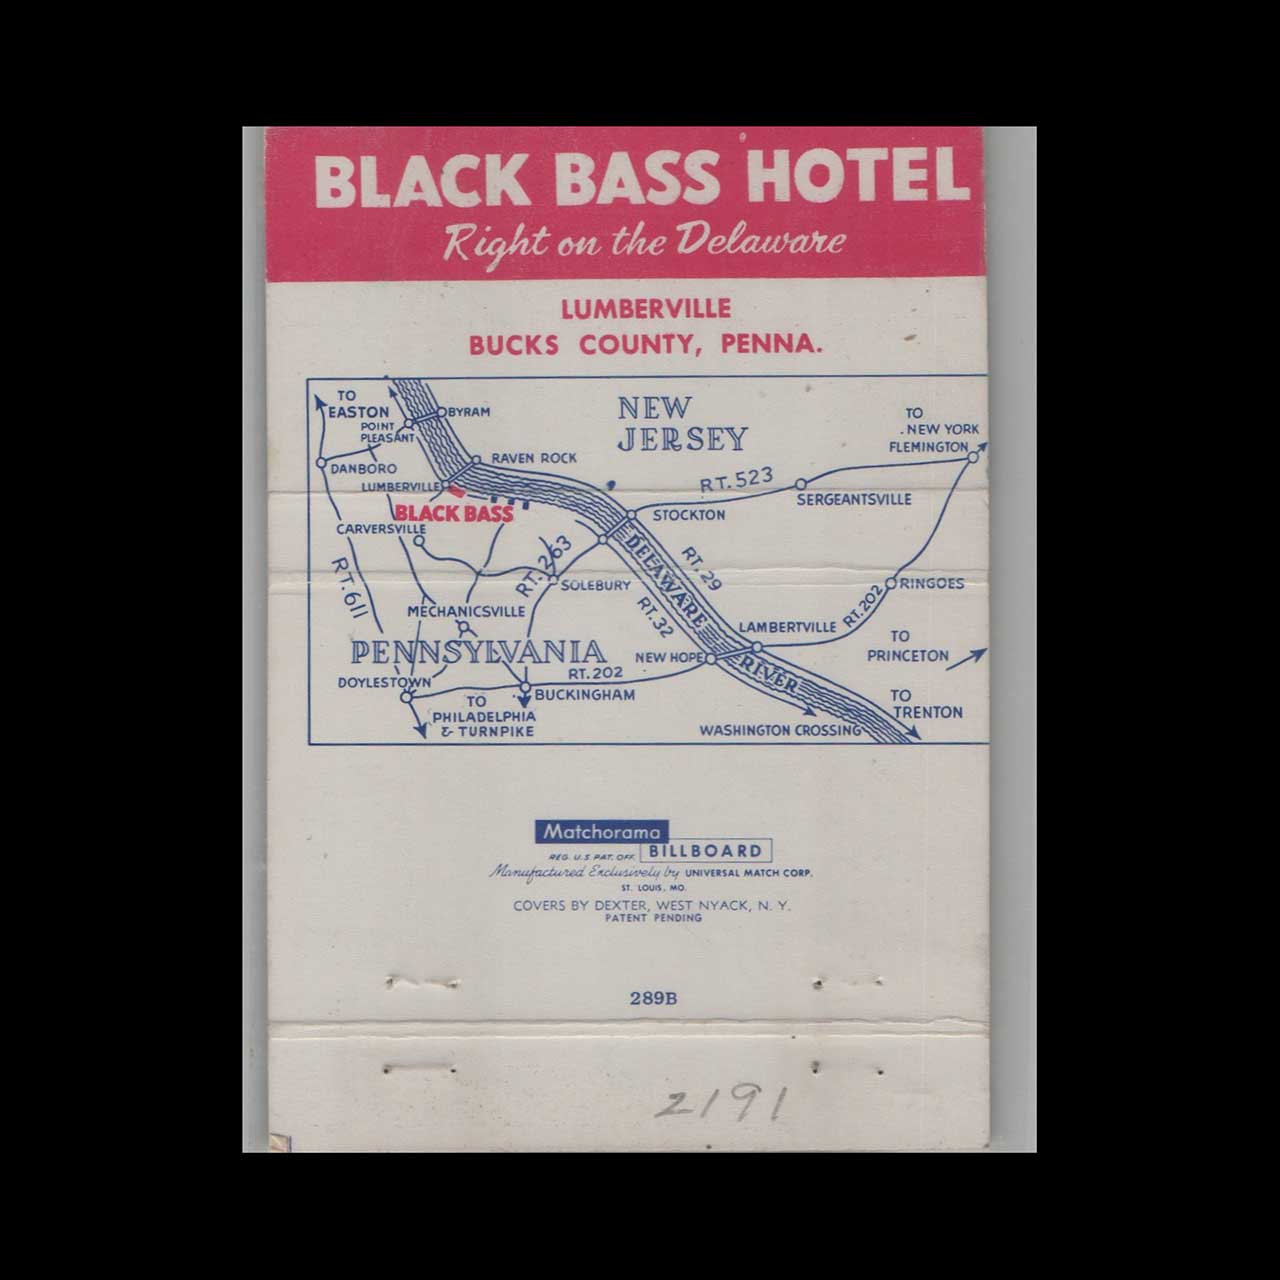 BLACK BASS HOTEL
Right on the Delaware
LUMBERVILLE
BUCKS COUNTY, PENNA.
TO
EASTON
POINT
PLEASANT
BYRAM
NEW
JERSEY
TO
NEW YORK
FLEMINGTON
DANBORO
RAVEN ROCK
LUMBERVILLE
RT. 523
SERGEANTSVILLE
BLACK BASS
STOCKTON
CARVERSVILLE
RT. 263
DELAWARE
RIVER
RT. 29
RT. 611
SOLEBURY
RINGOES
RT. 32
RT. 202
MECHANICSVILLE
LAMBERTVILLE
PENNSYLVANIA
NEW HOPE
TO
PRINCETON
RT. 202
DOYLESTOWN
BUCKINGHAM
TO
PHILADELPHIA
& TURNPIKE
TO
TRENTON
WASHINGTON CROSSING
Matchorama
REG. U.S. PAT. OFF. BILLBOARD
Manufactured Exclusively by UNIVERSAL MATCH CORP.
ST. LOUIS, MO.
COVERS BY DEXTER, WEST NYACK, N. Y.
PATENT PENDING
289B
2191